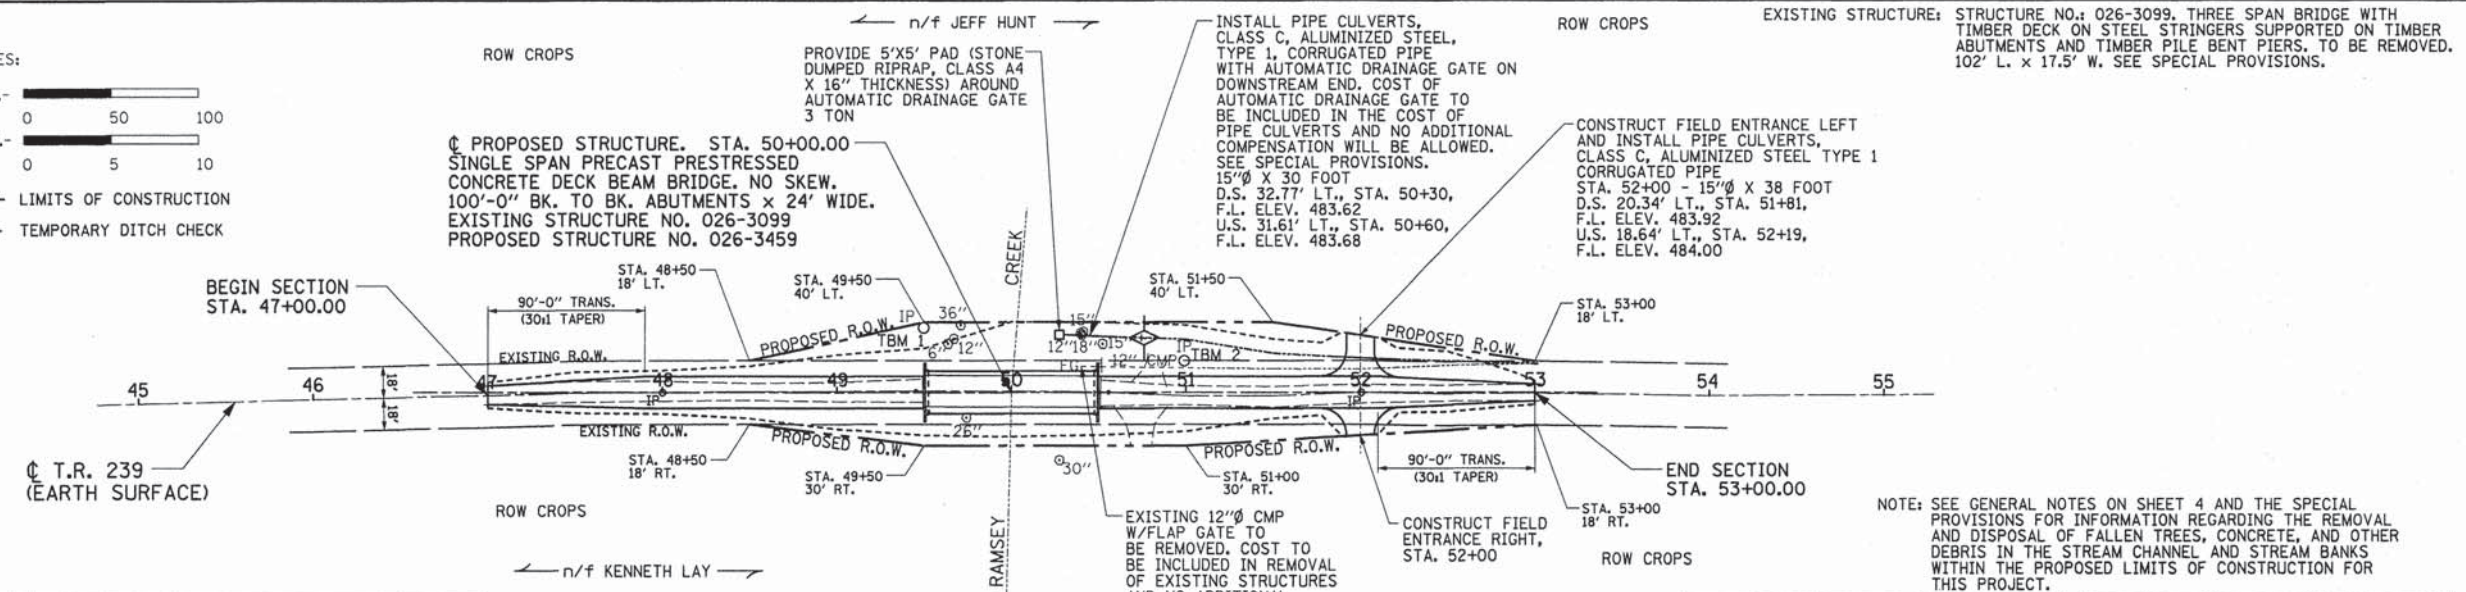 n/f JEFF HUNT
ROW CROPS
ROW CROPS
EXISTING STRUCTURE: STRUCTURE NO.: 026-3099. THREE SPAN BRIDGE WITH
TIMBER DECK ON STEEL STRINGERS SUPPORTED ON TIMBER
ABUTMENTS AND TIMBER PILE BENT PIERS. TO BE REMOVED.
102' L. x 17.5' W. SEE SPECIAL PROVISIONS.
ES:
0 50 100
0 5 10
LIMITS OF CONSTRUCTION
TEMPORARY DITCH CHECK
PROVIDE 5'X5' PAD (STONE
DUMPED RIPRAP, CLASS A4
X 16" THICKNESS) AROUND
AUTOMATIC DRAINAGE GATE
3 TON
INSTALL PIPE CULVERTS,
CLASS C, ALUMINIZED STEEL,
TYPE 1, CORRUGATED PIPE
WITH AUTOMATIC DRAINAGE GATE ON
DOWNSTREAM END. COST OF
AUTOMATIC DRAINAGE GATE TO
BE INCLUDED IN THE COST OF
PIPE CULVERTS AND NO ADDITIONAL
COMPENSATION WILL BE ALLOWED.
SEE SPECIAL PROVISIONS.
15"Ø X 30 FOOT
D.S. 32.77' LT., STA. 50+30,
F.L. ELEV. 483.62
U.S. 31.61' LT., STA. 50+60,
F.L. ELEV. 483.68
CONSTRUCT FIELD ENTRANCE LEFT
AND INSTALL PIPE CULVERTS,
CLASS C, ALUMINIZED STEEL TYPE 1
CORRUGATED PIPE
STA. 52+00 - 15"Ø X 38 FOOT
D.S. 20.34' LT., STA. 51+81,
F.L. ELEV. 483.92
U.S. 18.64' LT., STA. 52+19,
F.L. ELEV. 484.00
℄ PROPOSED STRUCTURE. STA. 50+00.00
SINGLE SPAN PRECAST PRESTRESSED
CONCRETE DECK BEAM BRIDGE. NO SKEW.
100'-0" BK. TO BK. ABUTMENTS x 24' WIDE.
EXISTING STRUCTURE NO. 026-3099
PROPOSED STRUCTURE NO. 026-3459
CREEK
BEGIN SECTION
STA. 47+00.00
STA. 48+50
18' LT.
STA. 49+50
40' LT.
STA. 51+50
40' LT.
STA. 53+00
18' LT.
90'-0" TRANS.
(30:1 TAPER)
PROPOSED R.O.W.
IP
36"
TBM 1
6"
12"
15"
12"
18"
15"
IP
TBM 2
12" CMP
FG
PROPOSED R.O.W.
EXISTING R.O.W.
18'
18'
45 46 47 48 49 50 51 52 53 54 55
IP
IP
26"
30"
EXISTING R.O.W.
PROPOSED R.O.W.
PROPOSED R.O.W.
℄ T.R. 239
(EARTH SURFACE)
STA. 48+50
18' RT.
STA. 49+50
30' RT.
STA. 51+00
30' RT.
90'-0" TRANS.
(30:1 TAPER)
END SECTION
STA. 53+00.00
STA. 53+00
18' RT.
ROW CROPS
n/f KENNETH LAY
RAMSEY
EXISTING 12"Ø CMP
W/FLAP GATE TO
BE REMOVED. COST TO
BE INCLUDED IN REMOVAL
OF EXISTING STRUCTURES
CONSTRUCT FIELD
ENTRANCE RIGHT,
STA. 52+00
ROW CROPS
NOTE: SEE GENERAL NOTES ON SHEET 4 AND THE SPECIAL
PROVISIONS FOR INFORMATION REGARDING THE REMOVAL
AND DISPOSAL OF FALLEN TREES, CONCRETE, AND OTHER
DEBRIS IN THE STREAM CHANNEL AND STREAM BANKS
WITHIN THE PROPOSED LIMITS OF CONSTRUCTION FOR
THIS PROJECT.